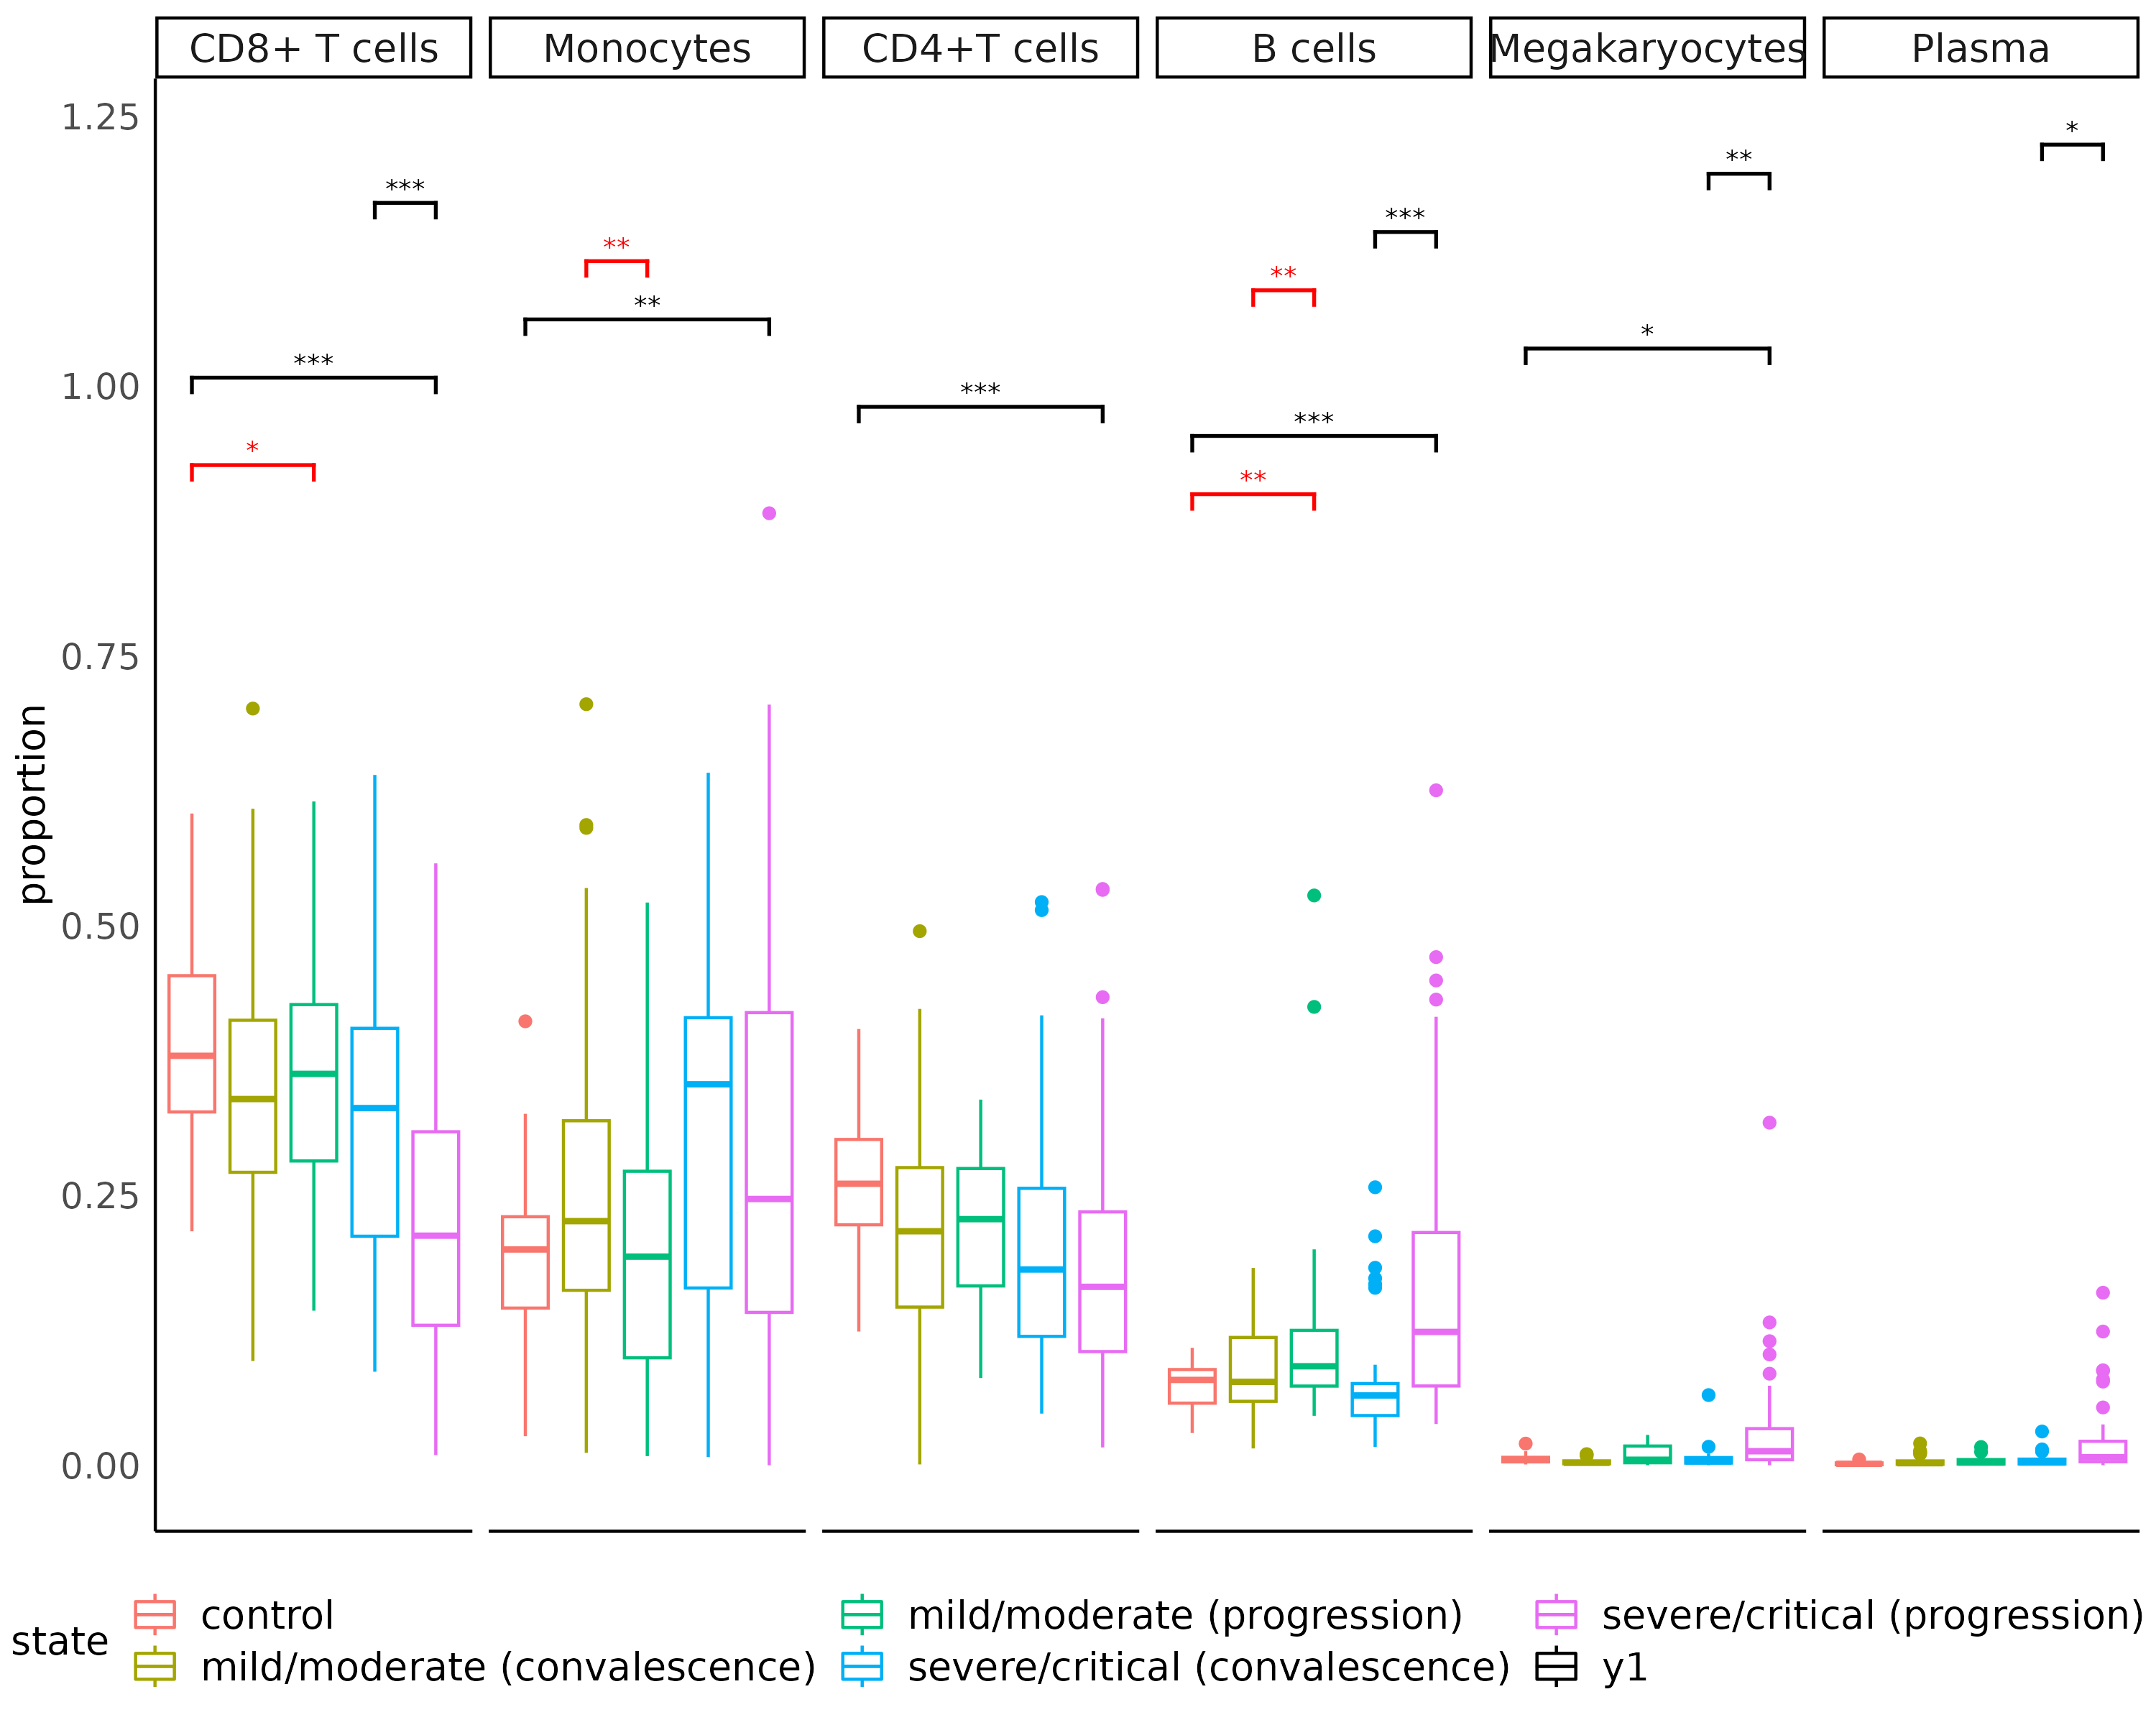 CD8+ T cells Monocytes CD4+T cells B cells Megakaryocytes Plasma
1.25
*
**
***
***
**
**
**
*
1.00
***
***
***
*
**
0.75
proportion
0.50
0.25
0.00
state
control
mild/moderate (convalescence)
mild/moderate (progression)
severe/critical (convalescence)
severe/critical (progression)
y1